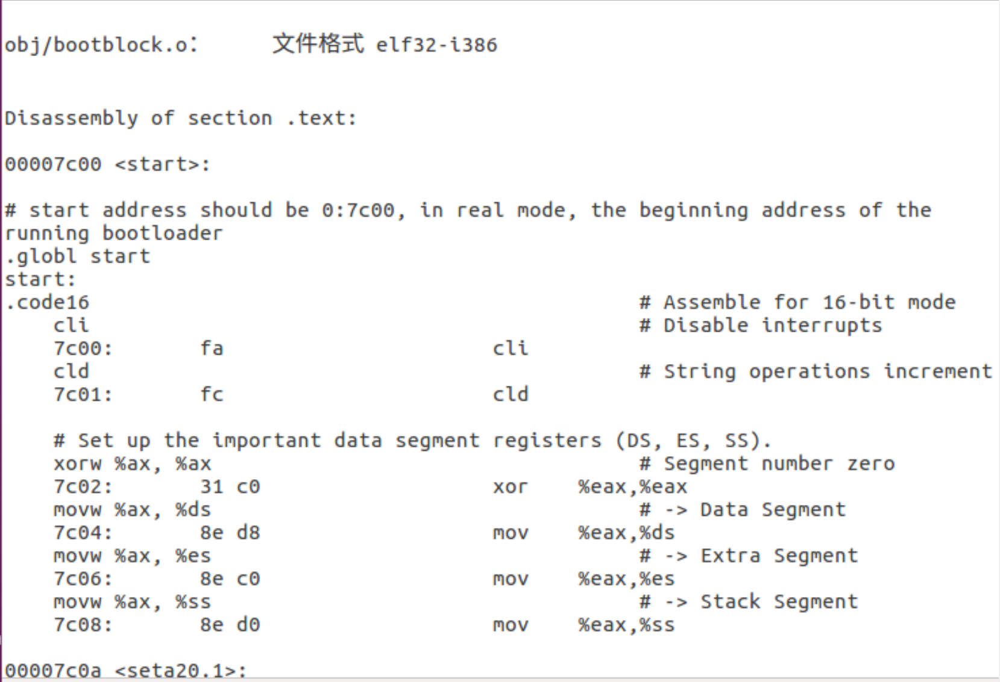 obj/bootblock.o：     文件格式 elf32-i386
Disassembly of section .text:
00007c00 <start>:
# start address should be 0:7c00, in real mode, the beginning address of the
running bootloader
.globl start
start:
.code16                                             # Assemble for 16-bit mode
    cli                                             # Disable interrupts
    7c00:       fa                      cli
    cld                                             # String operations increment
    7c01:       fc                      cld
    # Set up the important data segment registers (DS, ES, SS).
    xorw %ax, %ax                                   # Segment number zero
    7c02:       31 c0                   xor    %eax,%eax
    movw %ax, %ds                                   # -> Data Segment
    7c04:       8e d8                   mov    %eax,%ds
    movw %ax, %es                                   # -> Extra Segment
    7c06:       8e c0                   mov    %eax,%es
    movw %ax, %ss                                   # -> Stack Segment
    7c08:       8e d0                   mov    %eax,%ss
00007c0a <seta20.1>: